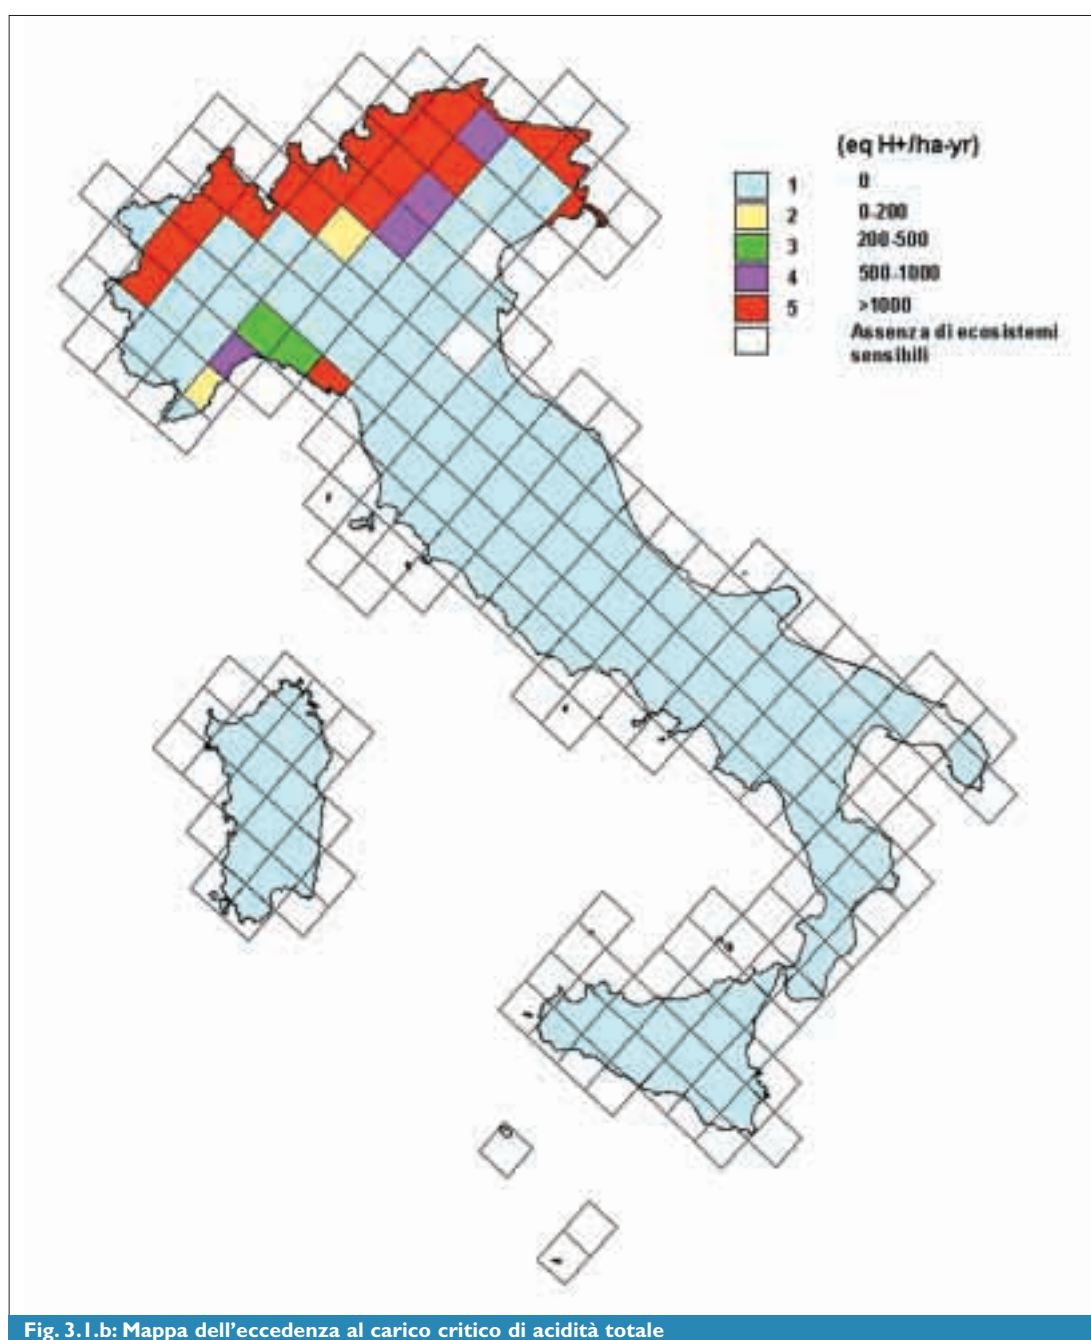 (eq H+/ha-yr)
1 0
2 0-200
3 200-500
4 500-1000
5 >1000
Assenza di ecosistemi
sensibili
Fig. 3.1.b: Mappa dell'eccedenza al carico critico di acidità totale